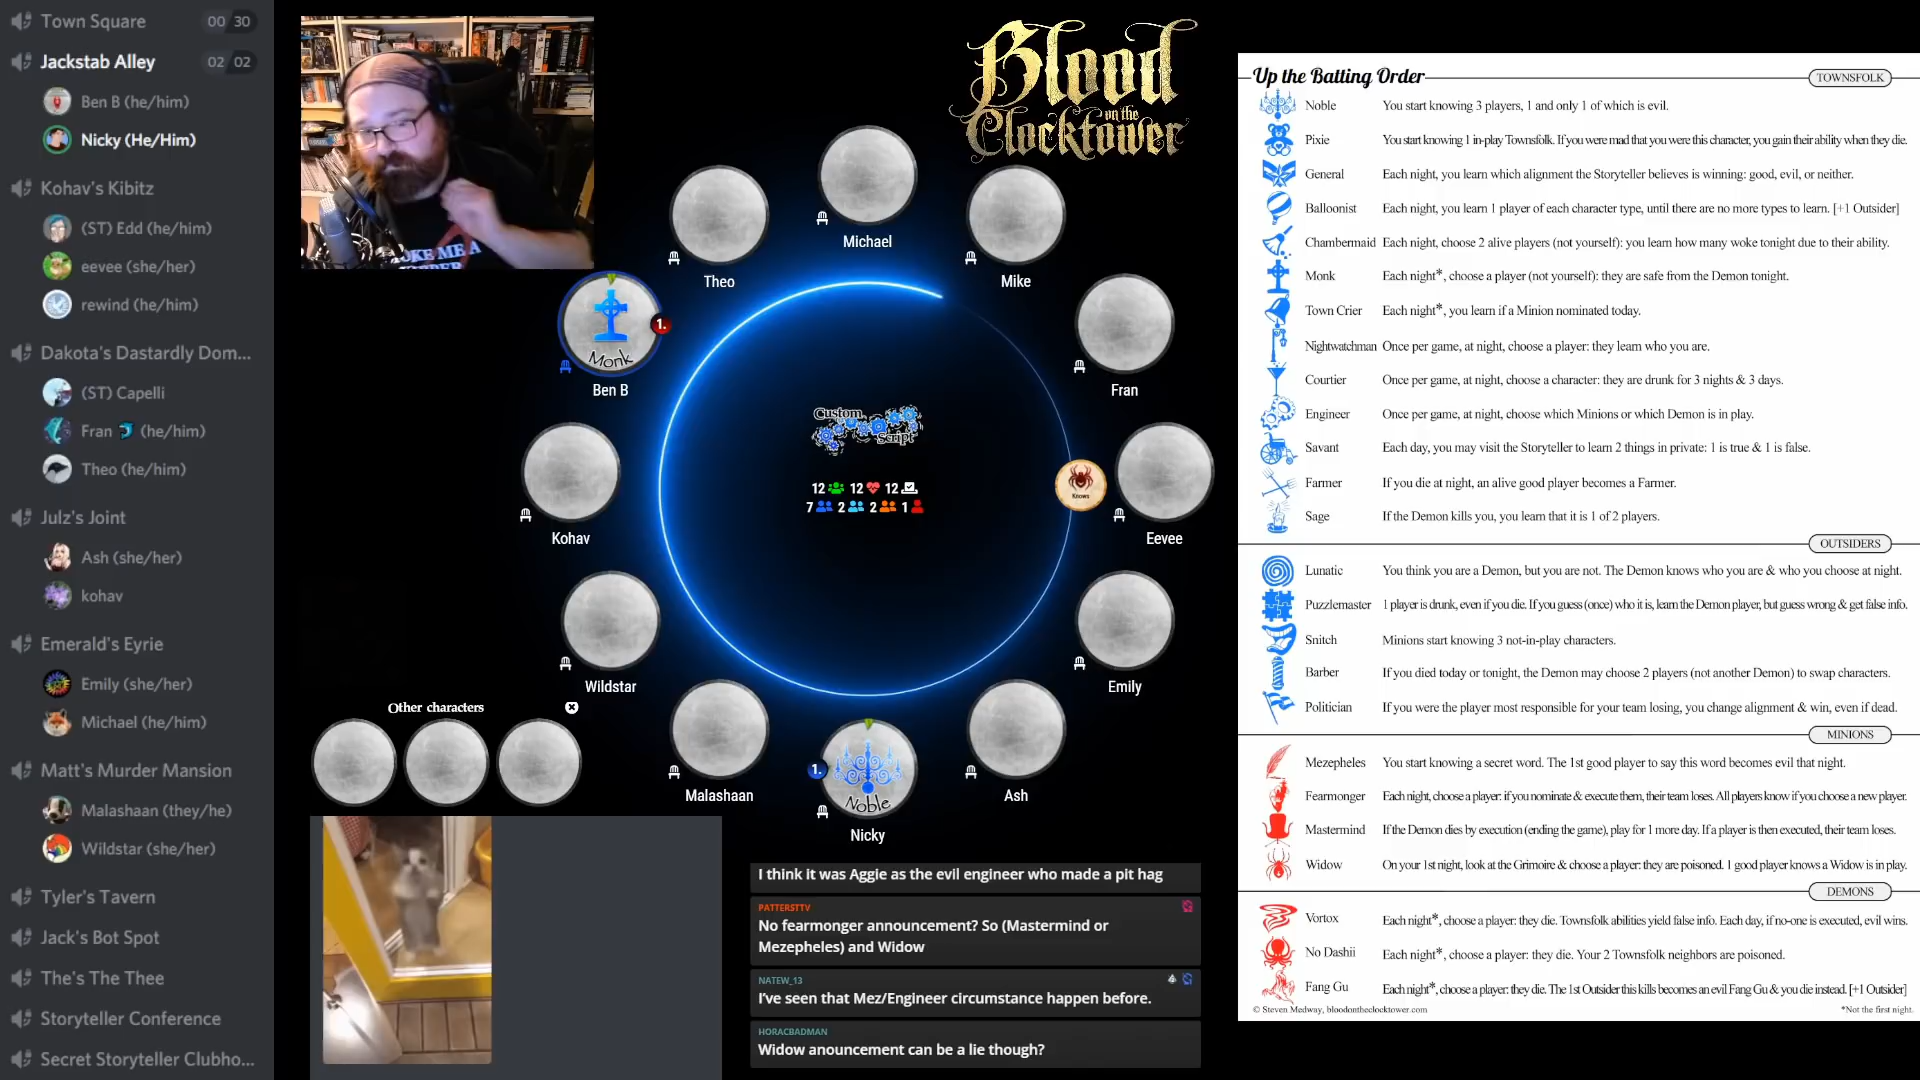 Town Square
00 30
Jackstab Alley
02 02
Ben B (he/him)
Nicky (He/Him)
Kohav's Kibitz
(ST) Edd (he/him)
eevee (she/her)
rewind (he/him)
Dakota's Dastardly Dom...
(ST) Capelli
Fran (he/him)
Theo (he/him)
Julz's Joint
Ash (she/her)
kohav
Emerald's Eyrie
Emily (she/her)
Michael (he/him)
Matt's Murder Mansion
Malashaan (they/he)
Wildstar (she/her)
Tyler's Tavern
Jack's Bot Spot
The's The Thee
Storyteller Conference
Secret Storyteller Clubho...
Blood
on the
Clocktower
Michael
Theo
Mike
Monk
1.
Ben B
Fran
Custom
Script
12 12 12
7 2 2 1
Knows
Kohav
Eevee
Wildstar
Emily
Other characters
Malashaan
1.
Noble
Nicky
Ash
I think it was Aggie as the evil engineer who made a pit hag
PATTERSTTV
No fearmonger announcement? So (Mastermind or
Mezepheles) and Widow
NATEW_13
I've seen that Mez/Engineer circumstance happen before.
HORACBADMAN
Widow anouncement can be a lie though?
Up the Batting Order
TOWNSFOLK
Noble You start knowing 3 players, 1 and only 1 of which is evil.
Pixie You start knowing 1 in-play Townsfolk. If you were mad that you were this character, you gain their ability when they die.
General Each night, you learn which alignment the Storyteller believes is winning: good, evil, or neither.
Balloonist Each night, you learn 1 player of each character type, until there are no more types to learn. [+1 Outsider]
Chambermaid Each night, choose 2 alive players (not yourself): you learn how many woke tonight due to their ability.
Monk Each night*, choose a player (not yourself): they are safe from the Demon tonight.
Town Crier Each night*, you learn if a Minion nominated today.
Nightwatchman Once per game, at night, choose a player: they learn who you are.
Courtier Once per game, at night, choose a character: they are drunk for 3 nights & 3 days.
Engineer Once per game, at night, choose which Minions or which Demon is in play.
Savant Each day, you may visit the Storyteller to learn 2 things in private: 1 is true & 1 is false.
Farmer If you die at night, an alive good player becomes a Farmer.
Sage If the Demon kills you, you learn that it is 1 of 2 players.
OUTSIDERS
Lunatic You think you are a Demon, but you are not. The Demon knows who you are & who you choose at night.
Puzzlemaster 1 player is drunk, even if you die. If you guess (once) who it is, learn the Demon player, but guess wrong & get false info.
Snitch Minions start knowing 3 not-in-play characters.
Barber If you died today or tonight, the Demon may choose 2 players (not another Demon) to swap characters.
Politician If you were the player most responsible for your team losing, you change alignment & win, even if dead.
MINIONS
Mezepheles You start knowing a secret word. The 1st good player to say this word becomes evil that night.
Fearmonger Each night, choose a player: if you nominate & execute them, their team loses. All players know if you choose a new player.
Mastermind If the Demon dies by execution (ending the game), play for 1 more day. If a player is then executed, their team loses.
Widow On your 1st night, look at the Grimoire & choose a player: they are poisoned. 1 good player knows a Widow is in play.
DEMONS
Vortox Each night*, choose a player: they die. Townsfolk abilities yield false info. Each day, if no-one is executed, evil wins.
No Dashii Each night*, choose a player: they die. Your 2 Townsfolk neighbors are poisoned.
Fang Gu Each night*, choose a player: they die. The 1st Outsider this kills becomes an evil Fang Gu & you die instead. [+1 Outsider]
© Steven Medway, bloodontheclocktower.com
*Not the first night.